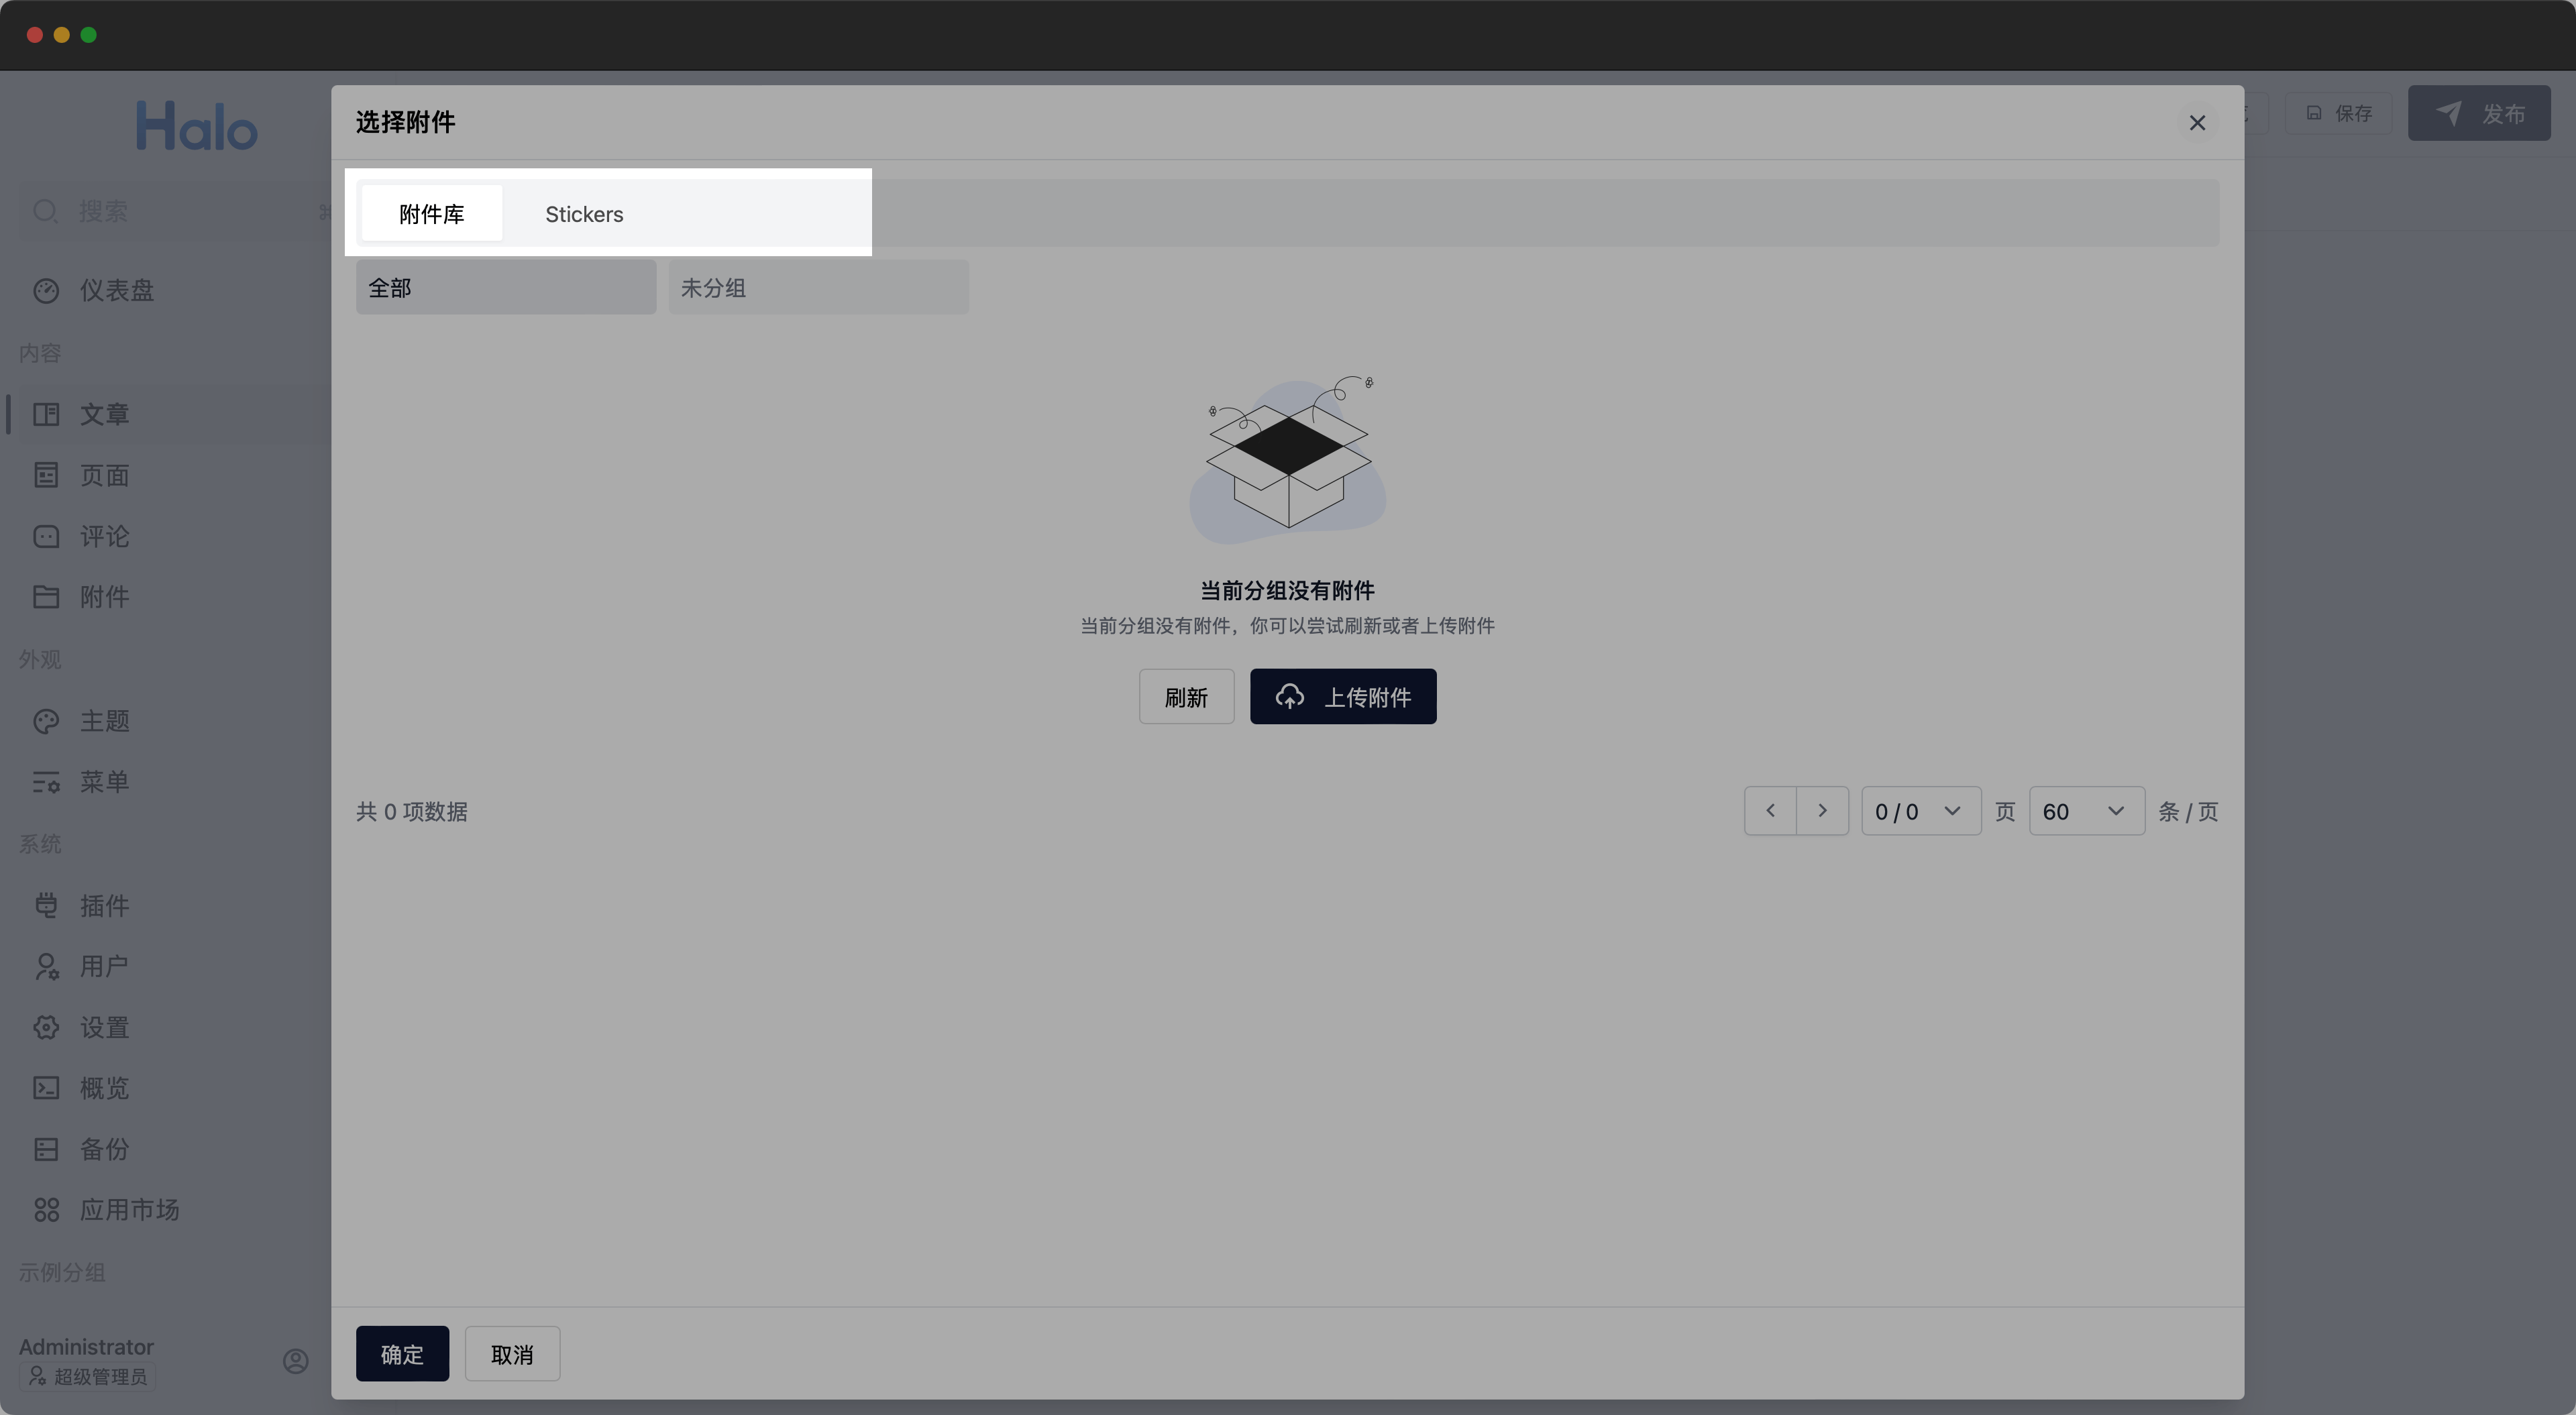 Halo
搜索
仪表盘
内容
文章
页面
评论
附件
外观
主题
菜单
系统
插件
用户
设置
概览
备份
应用市场
示例分组
Administrator
超级管理员
保存
发布
选择附件
附件库 Stickers
全部 未分组
当前分组没有附件
当前分组没有附件，你可以尝试刷新或者上传附件
刷新 上传附件
共 0 项数据
0 / 0 页 60 条 / 页
确定 取消